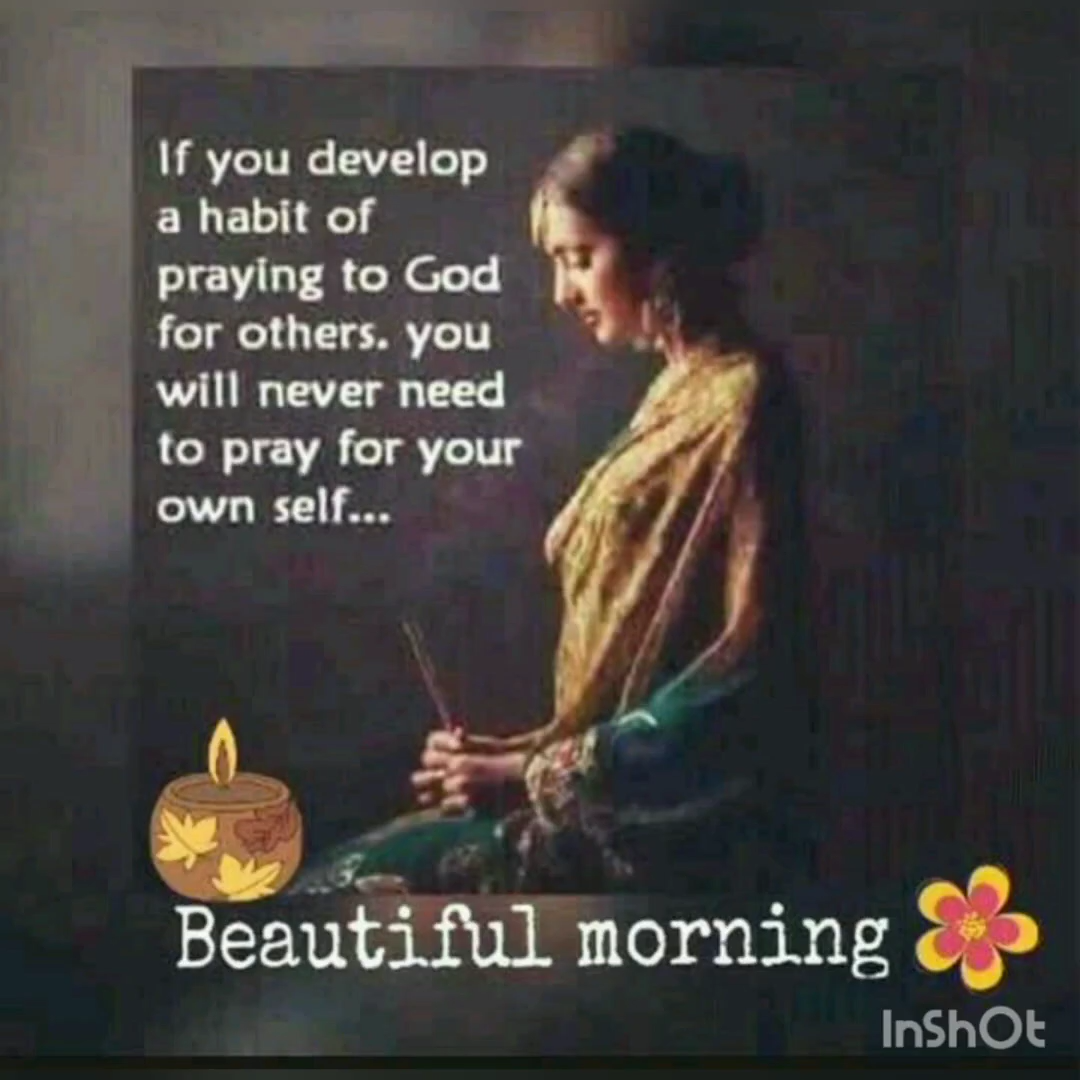 If you develop
a habit of
praying to God
for others. you
will never need
to pray for your
own self...
Beautiful morning
InShOt